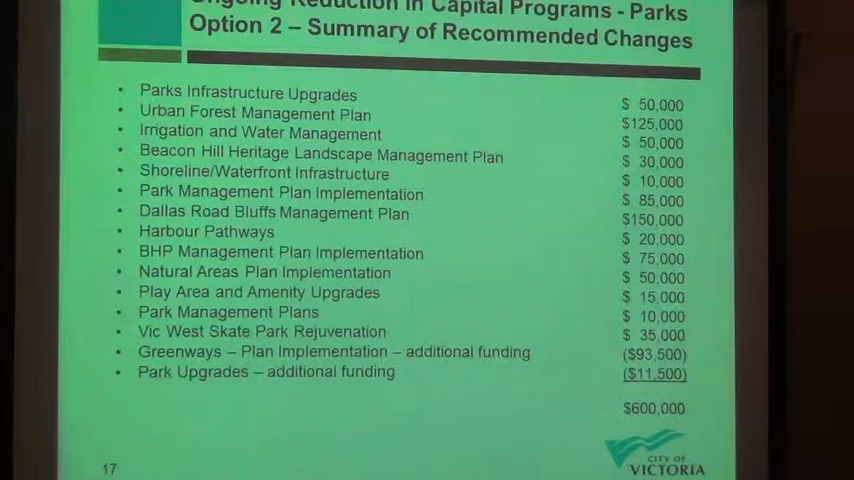 Ongoing Reduction in Capital Programs - Parks
Option 2 – Summary of Recommended Changes
• Parks Infrastructure Upgrades $ 50,000
• Urban Forest Management Plan $125,000
• Irrigation and Water Management $ 50,000
• Beacon Hill Heritage Landscape Management Plan $ 30,000
• Shoreline/Waterfront Infrastructure $ 10,000
• Park Management Plan Implementation $ 85,000
• Dallas Road Bluffs Management Plan $150,000
• Harbour Pathways $ 20,000
• BHP Management Plan Implementation $ 75,000
• Natural Areas Plan Implementation $ 50,000
• Play Area and Amenity Upgrades $ 15,000
• Park Management Plans $ 10,000
• Vic West Skate Park Rejuvenation $ 35,000
• Greenways – Plan Implementation – additional funding ($93,500)
• Park Upgrades – additional funding ($11,500)
$600,000
17
CITY OF
VICTORIA